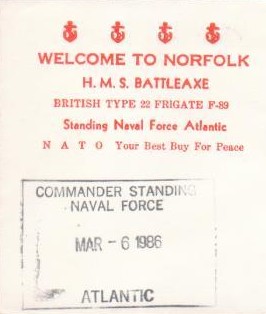 WELCOME TO NORFOLK
H. M. S. BATTLEAXE
BRITISH TYPE 22 FRIGATE F-89
Standing Naval Force Atlantic
N A T O Your Best Buy For Peace
COMMANDER STANDING
NAVAL FORCE
MAR - 6 1986
ATLANTIC